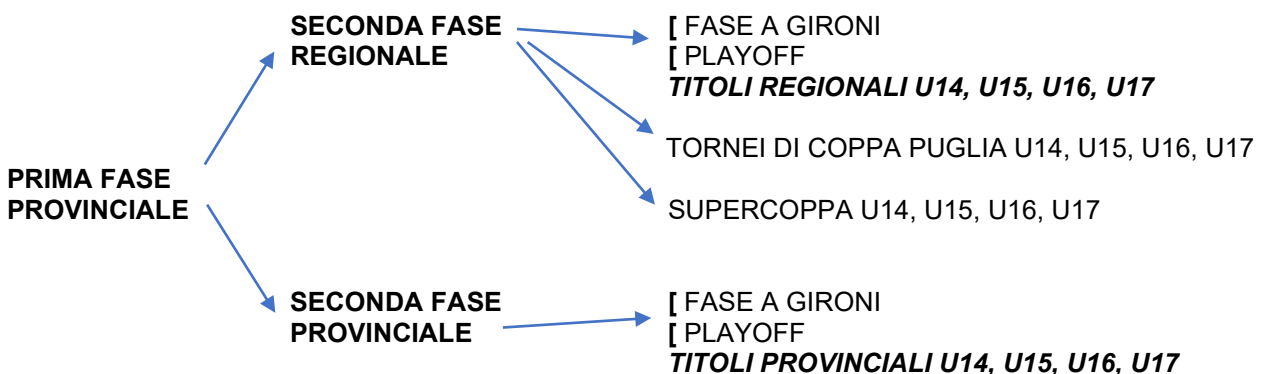 SECONDA FASE
REGIONALE
[ FASE A GIRONI
[ PLAYOFF
TITOLI REGIONALI U14, U15, U16, U17
TORNEI DI COPPA PUGLIA U14, U15, U16, U17
PRIMA FASE
PROVINCIALE
SUPERCOPPA U14, U15, U16, U17
SECONDA FASE
PROVINCIALE
[ FASE A GIRONI
[ PLAYOFF
TITOLI PROVINCIALI U14, U15, U16, U17